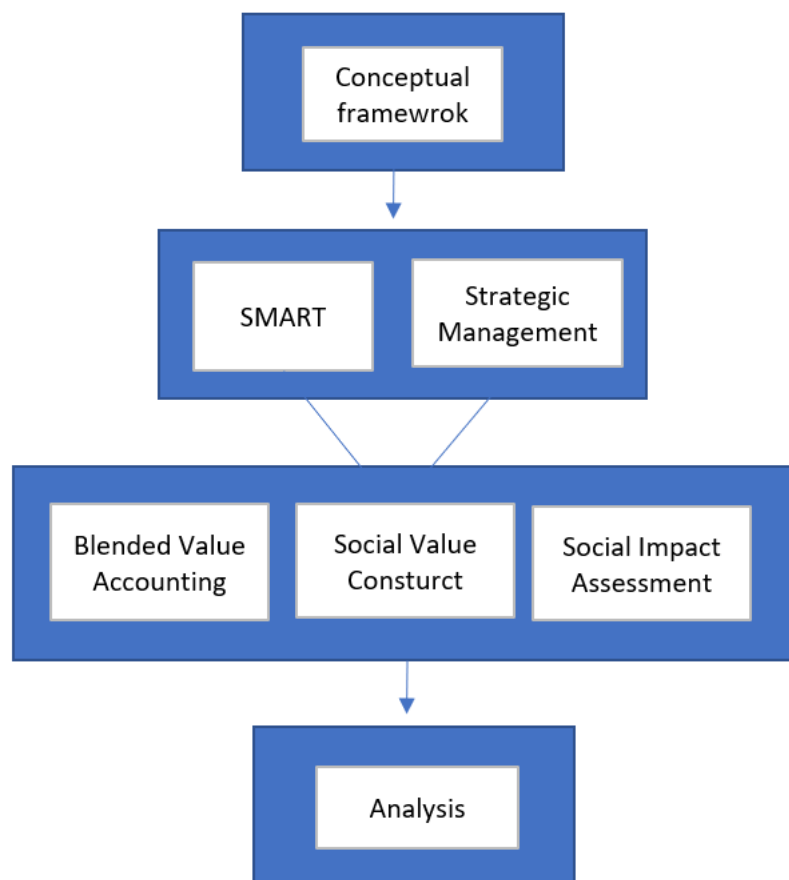 Conceptual
framewrok
SMART
Strategic
Management
Blended Value
Accounting
Social Value
Consturct
Social Impact
Assessment
Analysis